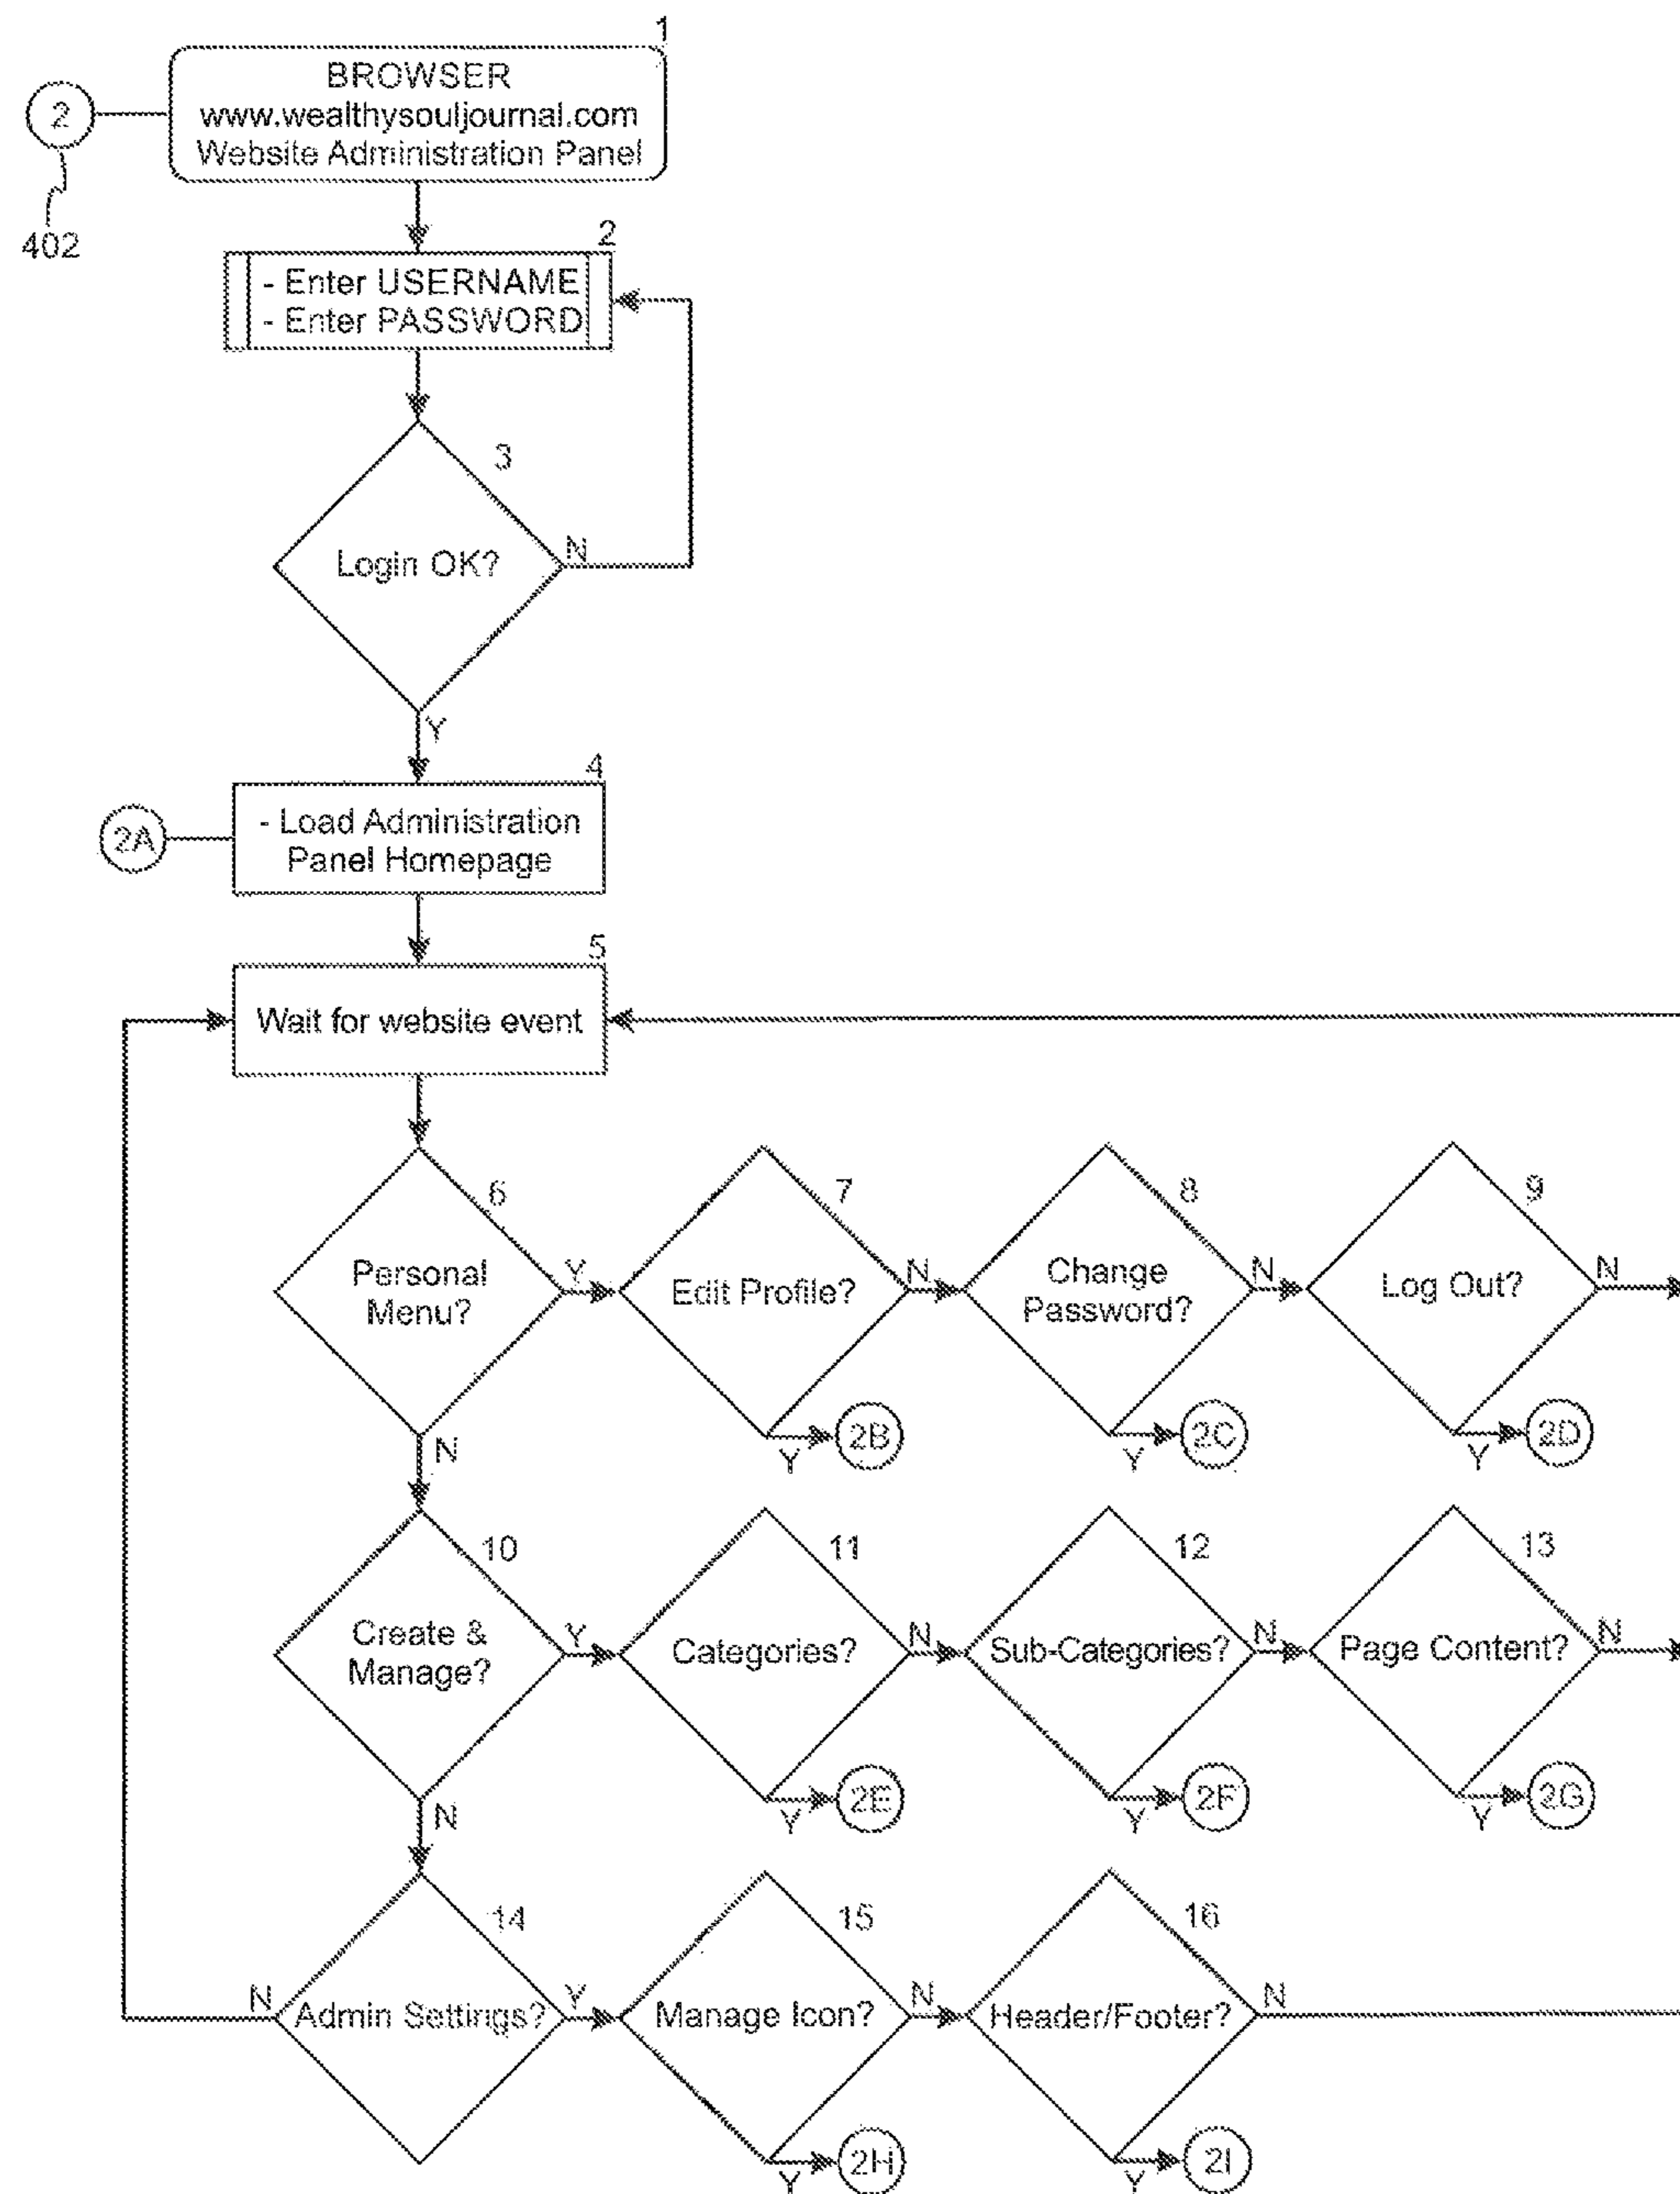 1
BROWSER
www.wealthysouljournal.com
Website Administration Panel
2
402
2
- Enter USERNAME
- Enter PASSWORD
3
Login OK?
N
Y
4
- Load Administration
Panel Homepage
2A
5
Wait for website event
6
Personal
Menu?
Y
N
7
Edit Profile?
N
Y
2B
8
Change
Password?
N
Y
2C
9
Log Out?
N
Y
2D
10
Create &
Manage?
Y
N
11
Categories?
N
Y
2E
12
Sub-Categories?
N
Y
2F
13
Page Content?
N
Y
2G
14
Admin Settings?
N
Y
15
Manage Icon?
N
Y
2H
16
Header/Footer?
N
Y
2I